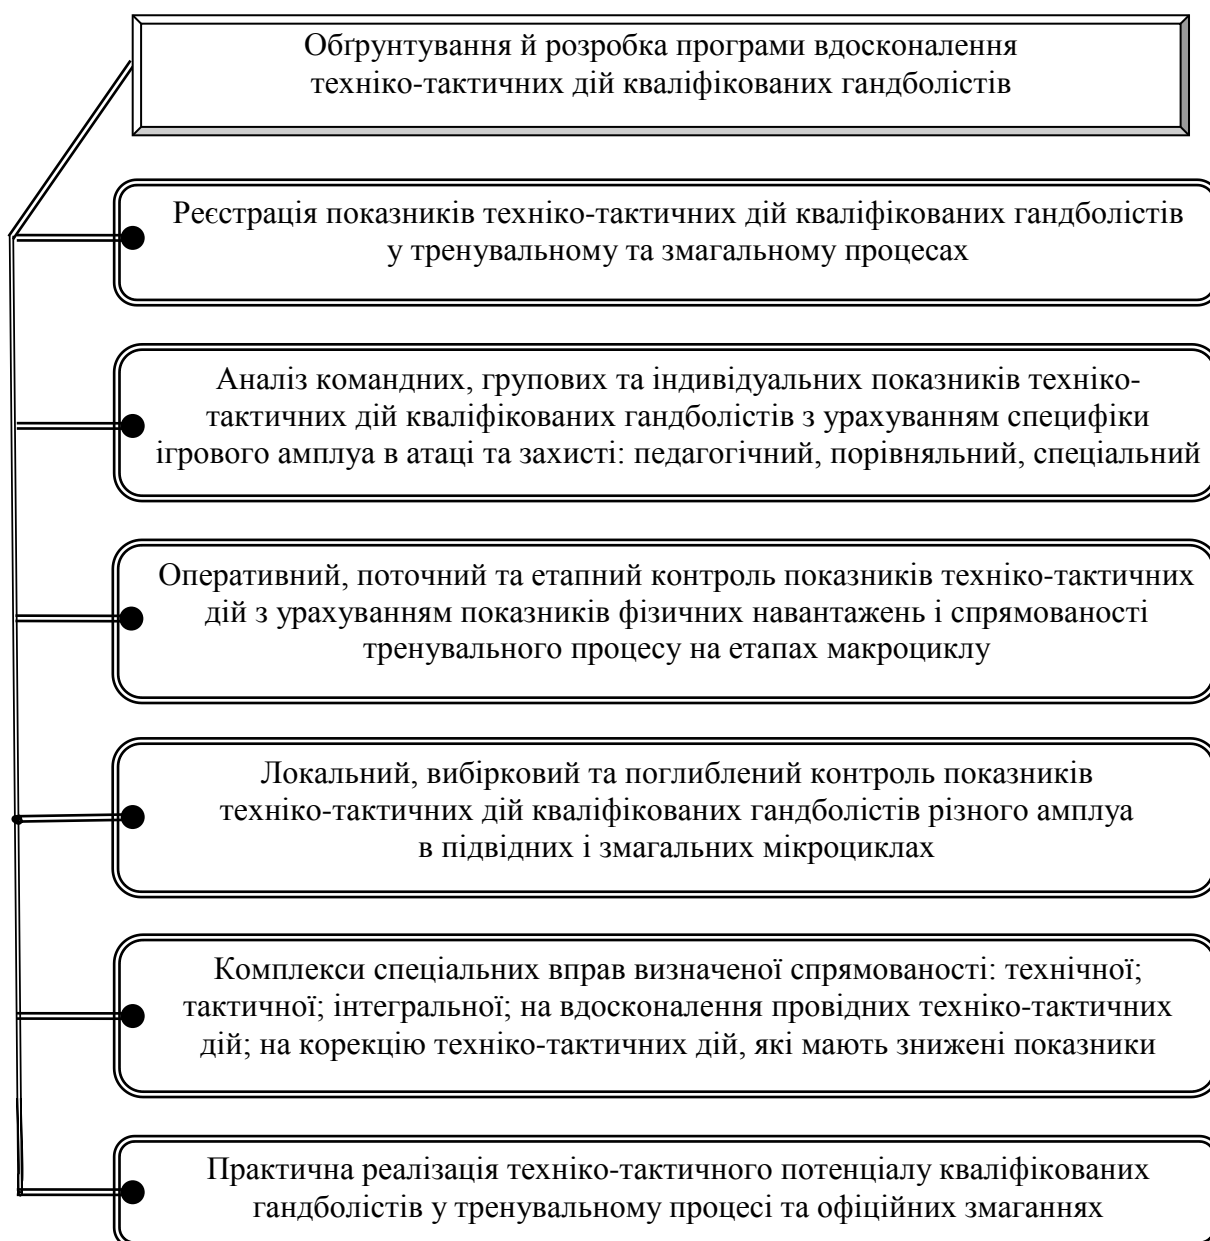 Обґрунтування й розробка програми вдосконалення
техніко-тактичних дій кваліфікованих гандболістів
Реєстрація показників техніко-тактичних дій кваліфікованих гандболістів
у тренувальному та змагальному процесах
Аналіз командних, групових та індивідуальних показників техніко-
тактичних дій кваліфікованих гандболістів з урахуванням специфіки
ігрового амплуа в атаці та захисті: педагогічний, порівняльний, спеціальний
Оперативний, поточний та етапний контроль показників техніко-тактичних
дій з урахуванням показників фізичних навантажень і спрямованості
тренувального процесу на етапах макроциклу
Локальний, вибірковий та поглиблений контроль показників
техніко-тактичних дій кваліфікованих гандболістів різного амплуа
в підвідних і змагальних мікроциклах
Комплекси спеціальних вправ визначеної спрямованості: технічної;
тактичної; інтегральної; на вдосконалення провідних техніко-тактичних
дій; на корекцію техніко-тактичних дій, які мають знижені показники
Практична реалізація техніко-тактичного потенціалу кваліфікованих
гандболістів у тренувальному процесі та офіційних змаганнях